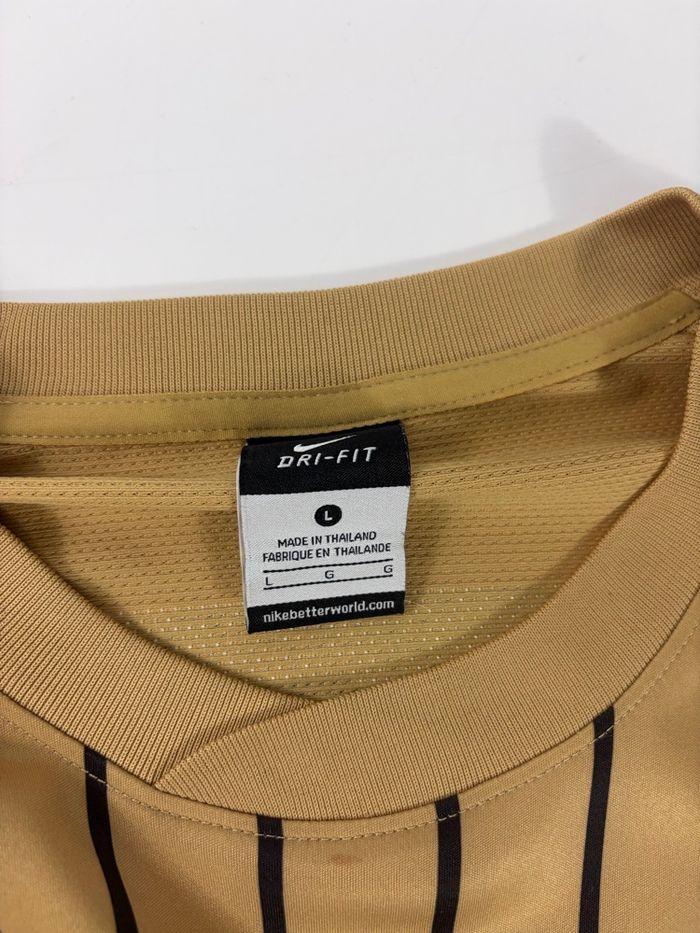 DRI-FIT
L
MADE IN THAILAND
FABRIQUE EN THAILANDE
L G G
nikebetterworld.com